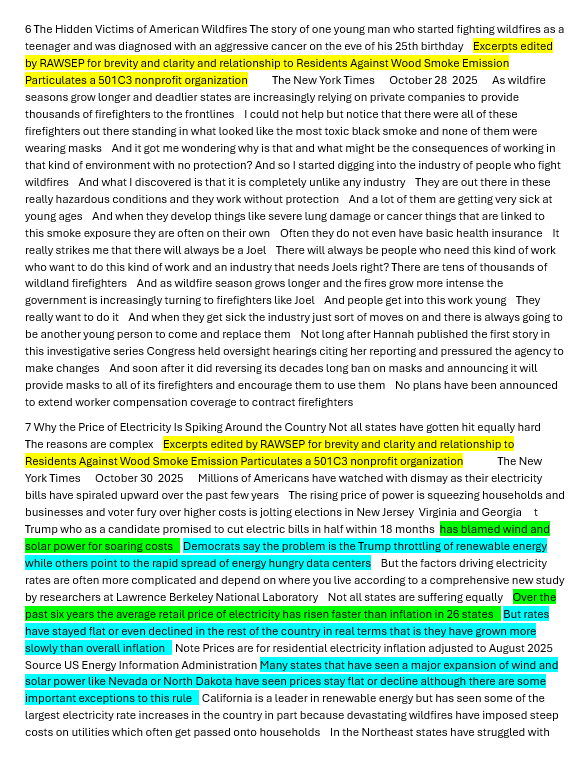 6 The Hidden Victims of American Wildfires The story of one young man who started fighting wildfires as a
teenager and was diagnosed with an aggressive cancer on the eve of his 25th birthday Excerpts edited
by RAWSEP for brevity and clarity and relationship to Residents Against Wood Smoke Emission
Particulates a 501C3 nonprofit organization The New York Times October 28 2025 As wildfire
seasons grow longer and deadlier states are increasingly relying on private companies to provide
thousands of firefighters to the frontlines I could not help but notice that there were all of these
firefighters out there standing in what looked like the most toxic black smoke and none of them were
wearing masks And it got me wondering why is that and what might be the consequences of working in
that kind of environment with no protection? And so I started digging into the industry of people who fight
wildfires And what I discovered is that it is completely unlike any industry They are out there in these
really hazardous conditions and they work without protection And a lot of them are getting very sick at
young ages And when they develop things like severe lung damage or cancer things that are linked to
this smoke exposure they are often on their own Often they do not even have basic health insurance It
really strikes me that there will always be a Joel There will always be people who need this kind of work
who want to do this kind of work and an industry that needs Joels right? There are tens of thousands of
wildland firefighters And as wildfire season grows longer and the fires grow more intense the
government is increasingly turning to firefighters like Joel And people get into this work young They
really want to do it And when they get sick the industry just sort of moves on and there is always going to
be another young person to come and replace them Not long after Hannah published the first story in
this investigative series Congress held oversight hearings citing her reporting and pressured the agency to
make changes And soon after it did reversing its decades long ban on masks and announcing it will
provide masks to all of its firefighters and encourage them to use them No plans have been announced
to extend worker compensation coverage to contract firefighters
7 Why the Price of Electricity Is Spiking Around the Country Not all states have gotten hit equally hard
The reasons are complex Excerpts edited by RAWSEP for brevity and clarity and relationship to
Residents Against Wood Smoke Emission Particulates a 501C3 nonprofit organization The New
York Times October 30 2025 Millions of Americans have watched with dismay as their electricity
bills have spiraled upward over the past few years The rising price of power is squeezing households and
businesses and voter fury over higher costs is jolting elections in New Jersey Virginia and Georgia t
Trump who as a candidate promised to cut electric bills in half within 18 months has blamed wind and
solar power for soaring costs Democrats say the problem is the Trump throttling of renewable energy
while others point to the rapid spread of energy hungry data centers But the factors driving electricity
rates are often more complicated and depend on where you live according to a comprehensive new study
by researchers at Lawrence Berkeley National Laboratory Not all states are suffering equally Over the
past six years the average retail price of electricity has risen faster than inflation in 26 states But rates
have stayed flat or even declined in the rest of the country in real terms that is they have grown more
slowly than overall inflation Note Prices are for residential electricity inflation adjusted to August 2025
Source US Energy Information Administration Many states that have seen a major expansion of wind and
solar power like Nevada or North Dakota have seen prices stay flat or decline although there are some
important exceptions to this rule California is a leader in renewable energy but has seen some of the
largest electricity rate increases in the country in part because devastating wildfires have imposed steep
costs on utilities which often get passed onto households In the Northeast states have struggled with